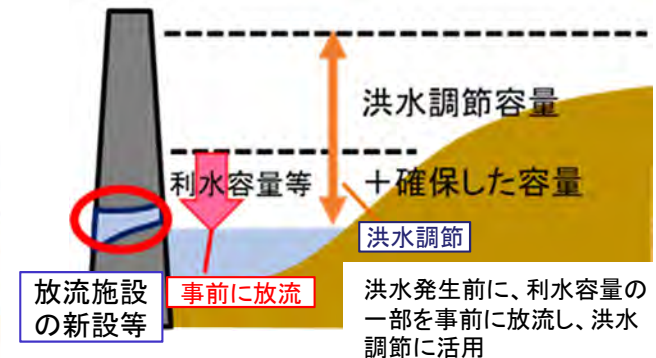 洪水調節容量
利水容量等
＋確保した容量
洪水調節
放流施設
の新設等
事前に放流
洪水発生前に、利水容量の
一部を事前に放流し、洪水
調節に活用